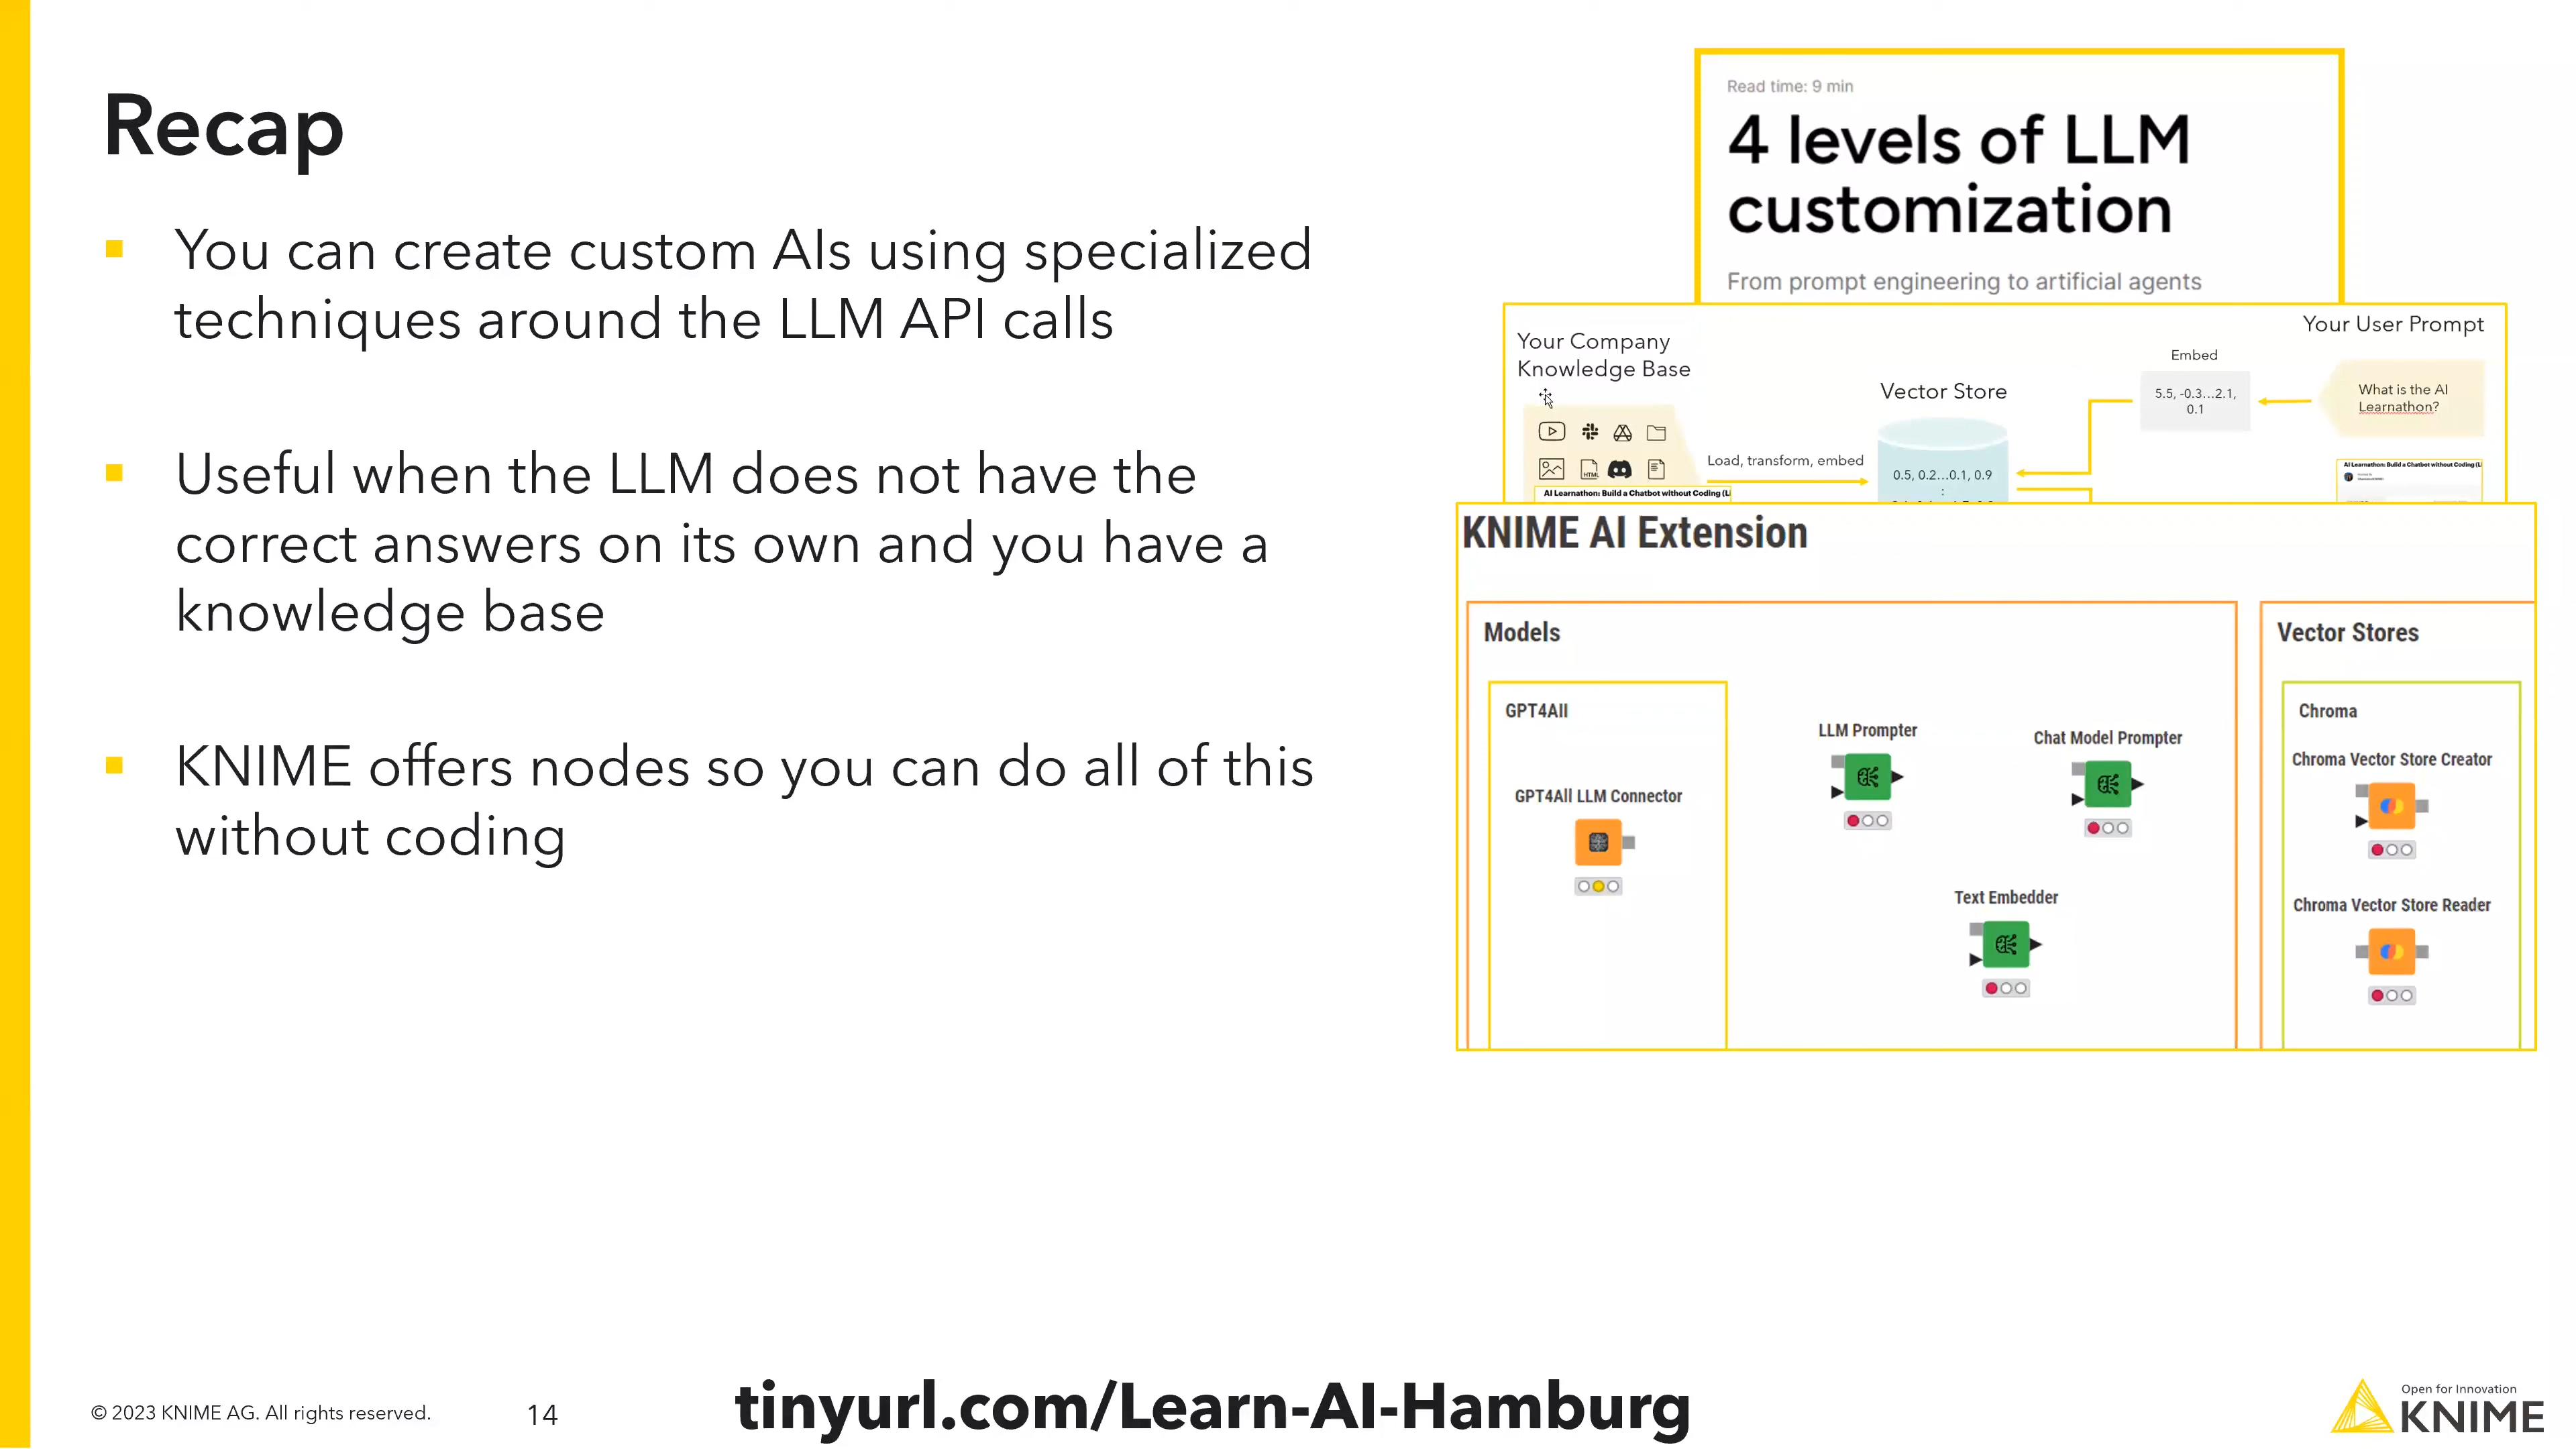 Recap
You can create custom AIs using specialized
techniques around the LLM API calls
Useful when the LLM does not have the
correct answers on its own and you have a
knowledge base
KNIME offers nodes so you can do all of this
without coding
Read time: 9 min
4 levels of LLM
customization
From prompt engineering to artificial agents
Your Company
Knowledge Base
Vector Store
Your User Prompt
Embed
5.5, -0.3...2.1,
0.1
What is the AI
Learnathon?
HTML
Load, transform, embed
0.5, 0.2...0.1, 0.9
:
AI Learnathon: Build a Chatbot without Coding (Li
AI Learnathon: Build a Chatbot without Coding (Li
KNIME AI Extension
Models
GPT4All
GPT4All LLM Connector
LLM Prompter
Chat Model Prompter
Text Embedder
Vector Stores
Chroma
Chroma Vector Store Creator
Chroma Vector Store Reader
© 2023 KNIME AG. All rights reserved.
14
tinyurl.com/Learn-AI-Hamburg
Open for Innovation
KNIME